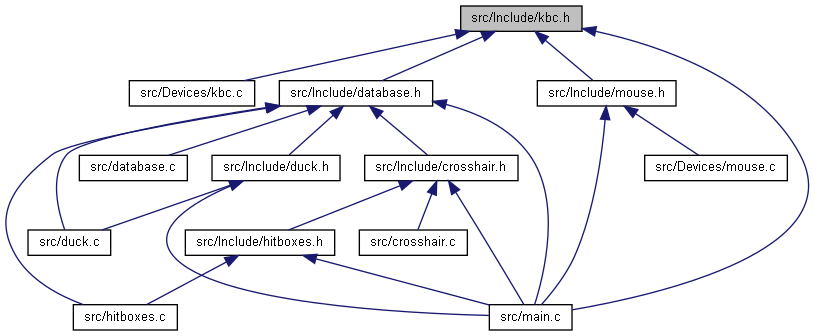 src/Include/kbc.h
src/Devices/kbc.c
src/Include/database.h
src/Include/mouse.h
src/database.c
src/Include/duck.h
src/Include/crosshair.h
src/Devices/mouse.c
src/duck.c
src/Include/hitboxes.h
src/crosshair.c
src/hitboxes.c
src/main.c